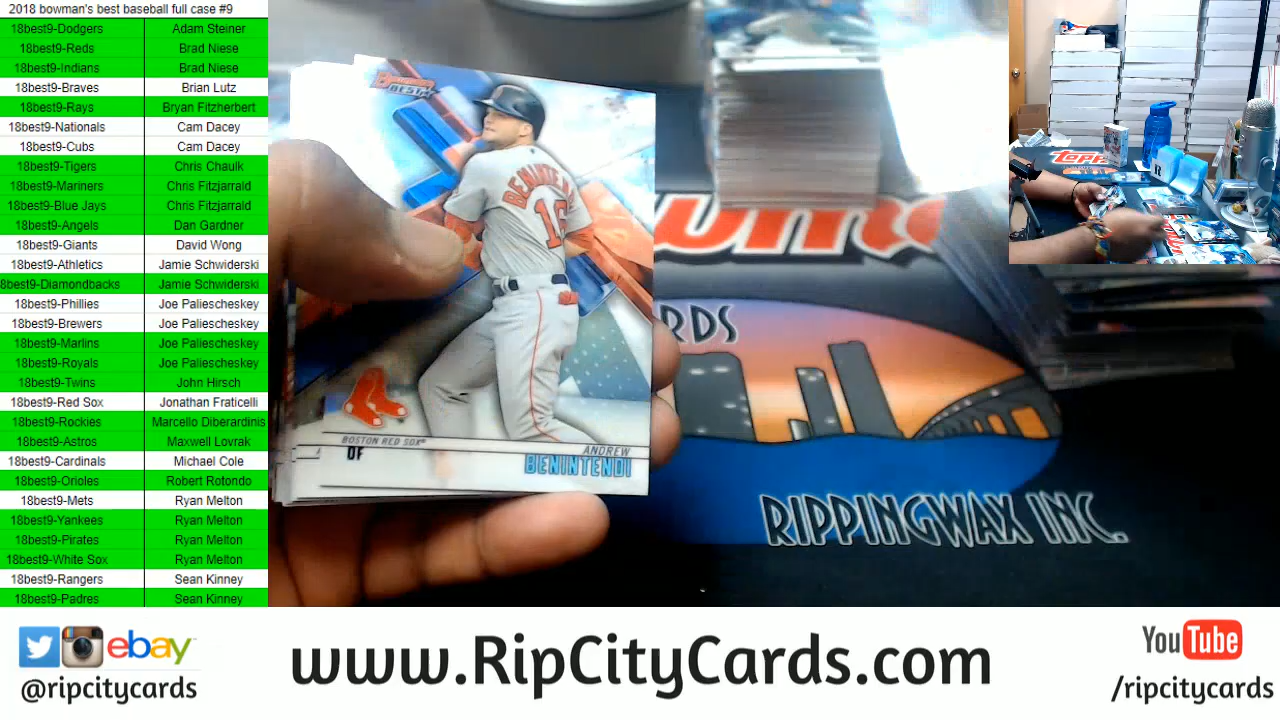 2018 bowman's best baseball full case #9
18best9-Dodgers Adam Steiner
18best9-Reds Brad Niese
18best9-Indians Brad Niese
18best9-Braves Brian Lutz
18best9-Rays Bryan Fitzherbert
18best9-Nationals Cam Dacey
18best9-Cubs Cam Dacey
18best9-Tigers Chris Chaulk
18best9-Mariners Chris Fitzjarrald
18best9-Blue Jays Chris Fitzjarrald
18best9-Angels Dan Gardner
18best9-Giants David Wong
18best9-Athletics Jamie Schwiderski
8best9-Diamondbacks Jamie Schwiderski
18best9-Phillies Joe Paliescheskey
18best9-Brewers Joe Paliescheskey
18best9-Marlins Joe Paliescheskey
18best9-Royals Joe Paliescheskey
18best9-Twins John Hirsch
18best9-Red Sox Jonathan Fraticelli
18best9-Rockies Marcello Diberardinis
18best9-Astros Maxwell Lovrak
18best9-Cardinals Michael Cole
18best9-Orioles Robert Rotondo
18best9-Mets Ryan Melton
18best9-Yankees Ryan Melton
18best9-Pirates Ryan Melton
18best9-White Sox Ryan Melton
18best9-Rangers Sean Kinney
18best9-Padres Sean Kinney
BEST
16
BOSTON RED SOX
OF
ANDREW
BENINTENDI
RDS
RIPPINGWAX INC.
topps
ebay
@ripcitycards
www.RipCityCards.com
YouTube
/ripcitycards